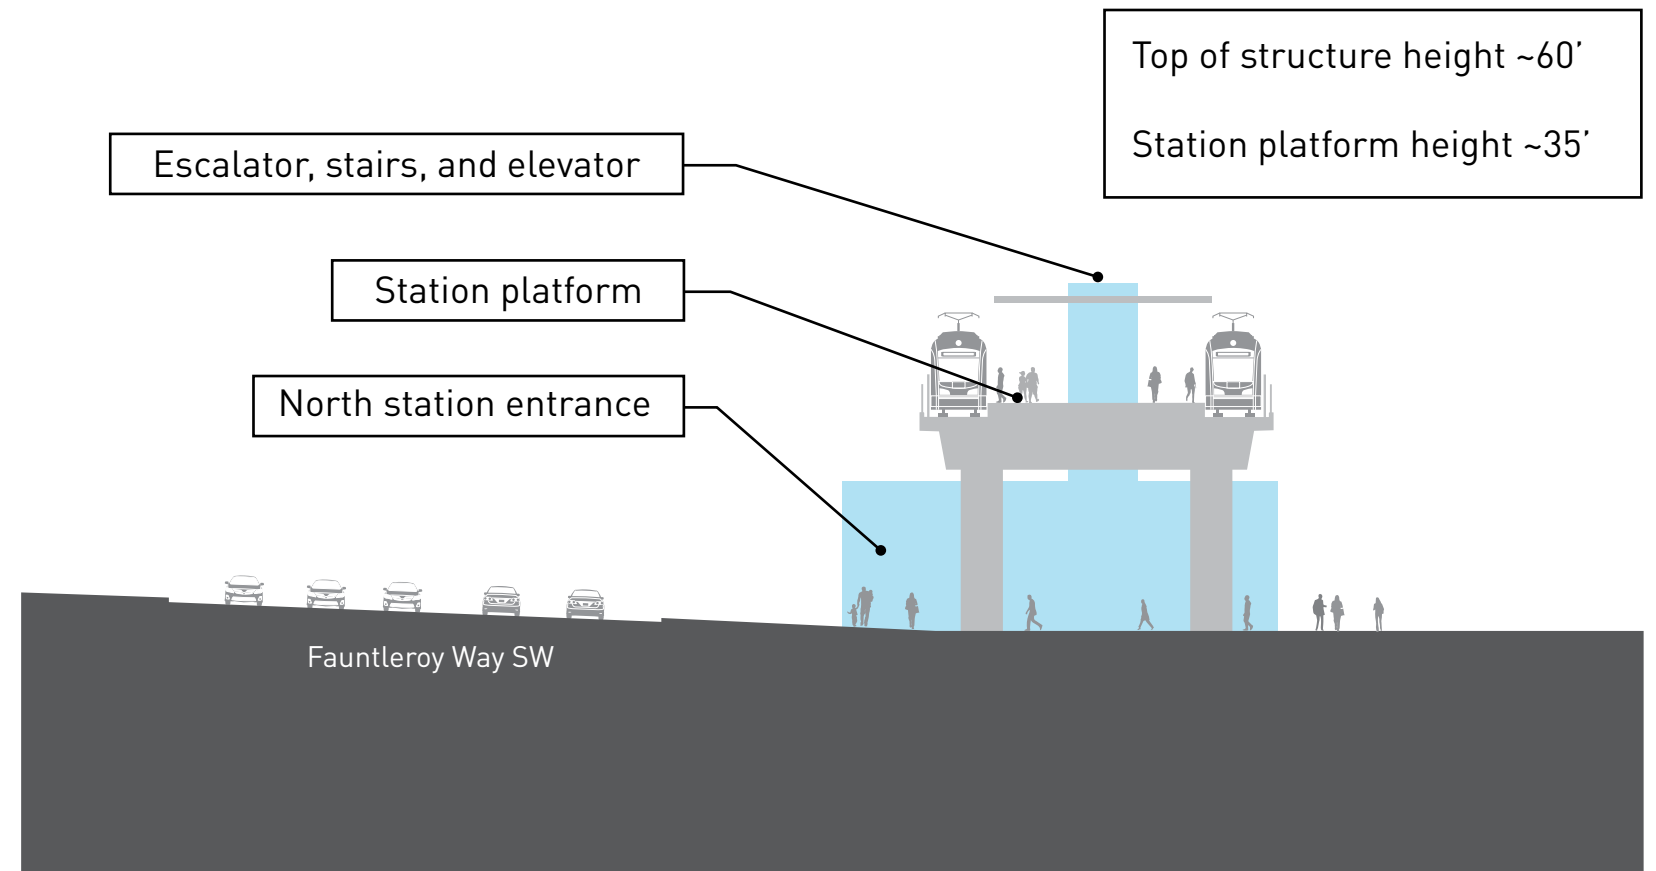 Top of structure height ~60’
Station platform height ~35’
Escalator, stairs, and elevator
Station platform
North station entrance
Fauntleroy Way SW